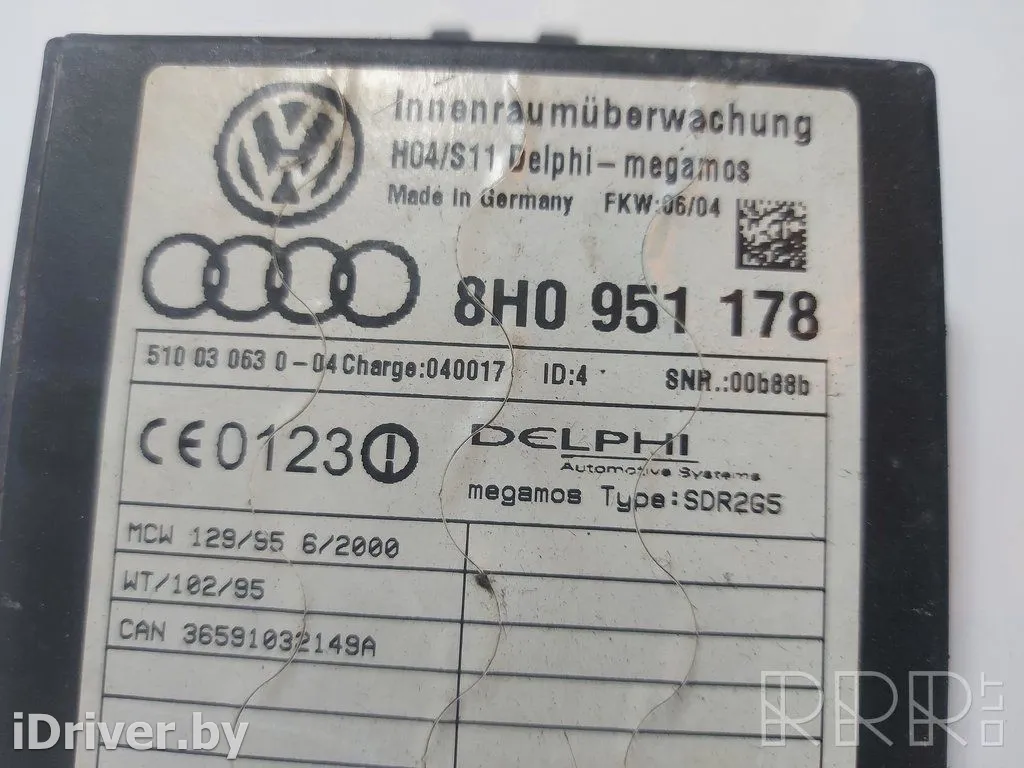 Innenraumüberwachung
H04/S11 Delphi-megamos
Made in Germany FKW:06/04
8H0 951 178
510 03 063 0-04 Charge:040017 ID:4 SNR.:00b88b
CE0123
DELPHI
Automotive Systems
megamos Type:SDR2G5
MCW 129/95 6/2000
WT/102/95
CAN 36591032149A
iDriver.by
RRR.LT